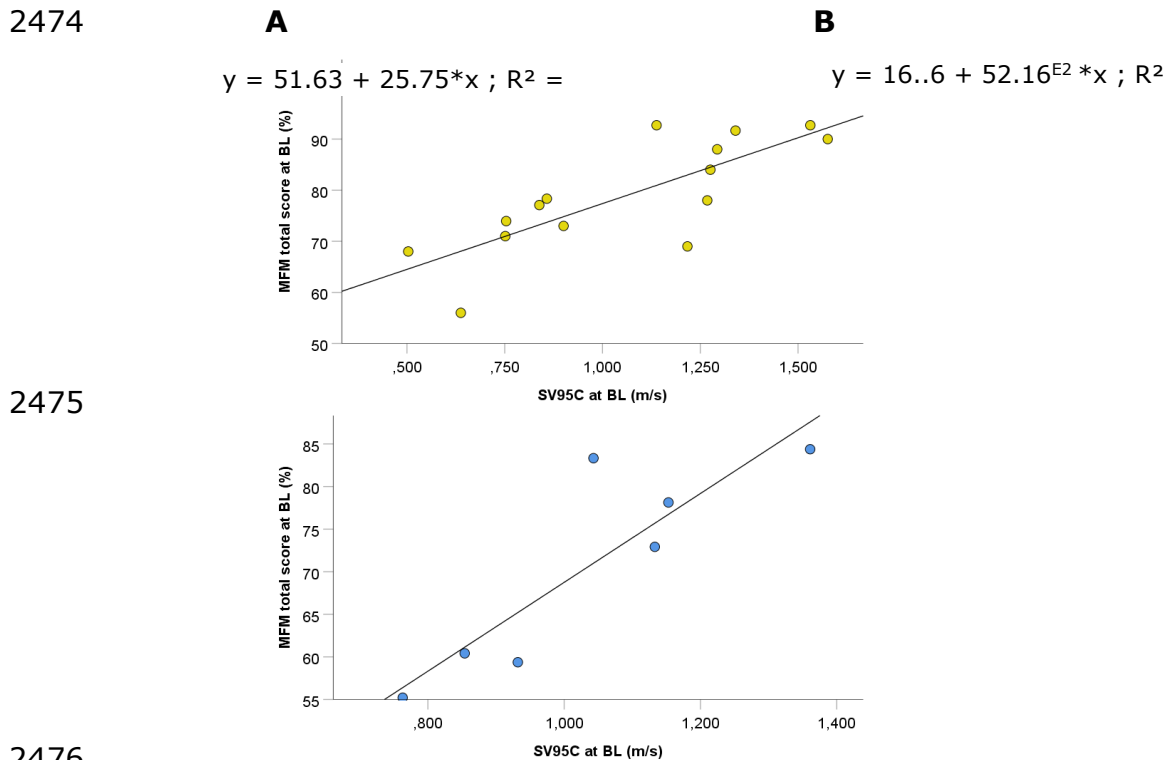 2474 A B
y = 51.63 + 25.75*x ; R² =
y = 16..6 + 52.16E2 *x ; R²
MFM total score at BL (%)
90
80
70
60
50
,500 ,750 1,000 1,250 1,500
SV95C at BL (m/s)
2475
MFM total score at BL (%)
85
80
75
70
65
60
55
,800 1,000 1,200 1,400
SV95C at BL (m/s)
2476